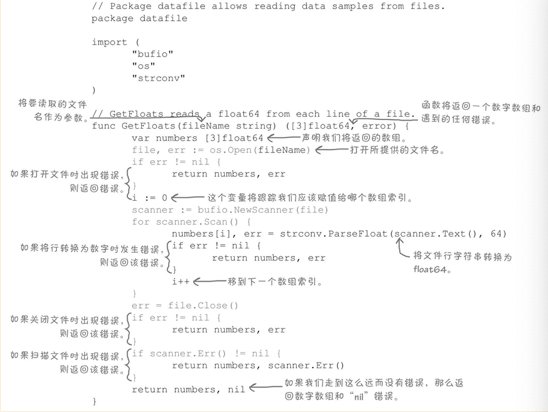 // Package datafile allows reading data samples from files.
package datafile
import (
"bufio"
"os"
"strconv"
)
将要读取的文件
名作为参数。
函数将返回一个数字数组和
遇到的任何错误。
// GetFloats reads a float64 from each line of a file.
func GetFloats(fileName string) ([3]float64, error) {
var numbers [3]float64 声明我们将返回的数组。
file, err := os.Open(fileName) 打开所提供的文件名。
如果打开文件时出现错误,
则返回错误。
if err != nil {
return numbers, err
}
i := 0 这个变量将跟踪我们应该赋值给哪个数组索引。
scanner := bufio.NewScanner(file)
for scanner.Scan() {
numbers[i], err = strconv.ParseFloat(scanner.Text(), 64)
如果将行转换为数字时发生错误,
则返回该错误。
if err != nil {
return numbers, err
}
将文件行字符串转换为
float64。
i++ 移到下一个数组索引。
}
err = file.Close()
如果关闭文件时出现错误,
则返回该错误。
if err != nil {
return numbers, err
}
如果扫描文件时出现错误,
则返回该错误。
if scanner.Err() != nil {
return numbers, scanner.Err()
}
return numbers, nil 如果我们走到这么远而没有错误,那么返
回数字数组和“nil”错误。
}